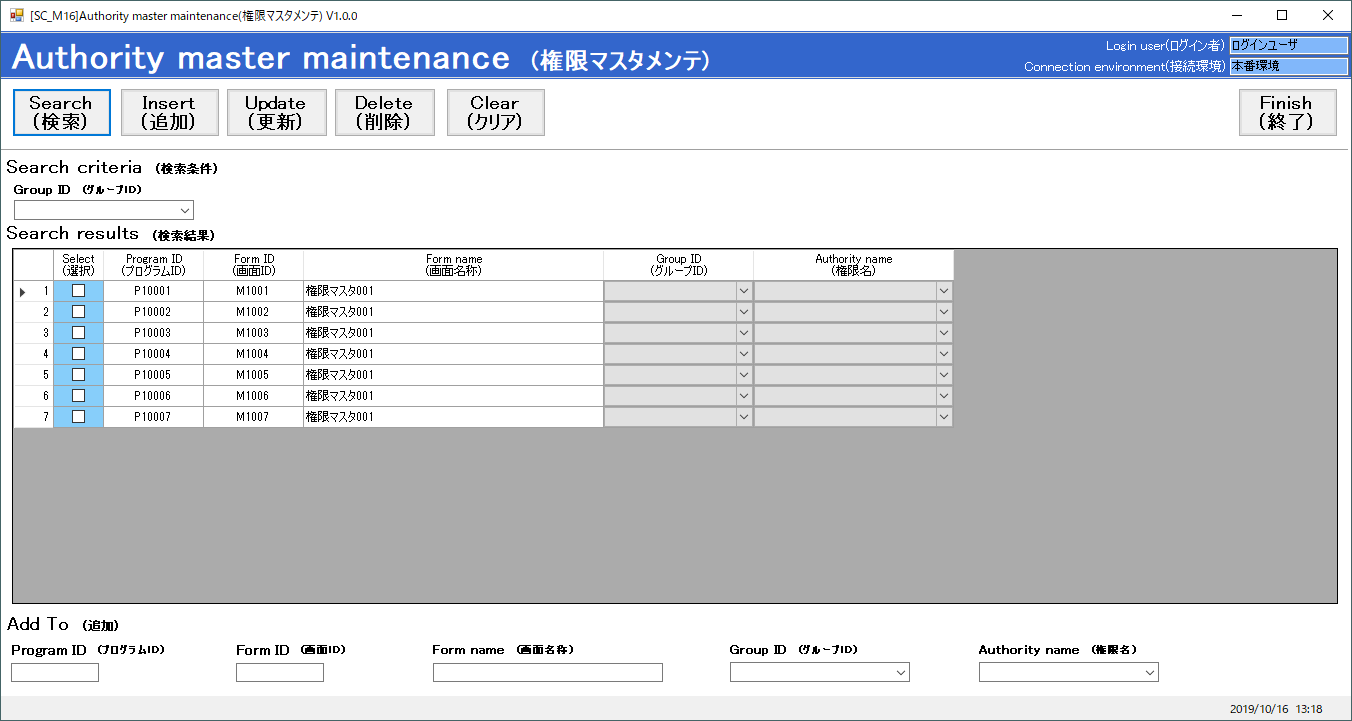 [SC_M16]Authority master maintenance(権限マスタメンテ) V1.0.0
Authority master maintenance （権限マスタメンテ）
Login user(ログイン者) ログインユーザ
Connection environment(接続環境) 本番環境
Search Insert Update Delete Clear Finish
（検索） （追加） （更新） （削除） （クリア） （終了）
Search criteria （検索条件）
Group ID （グループID）
Search results （検索結果）
Select Program ID Form ID Form name Group ID Authority name
(選択) (プログラムID) (画面ID) (画面名称) (グループID) (権限名)
1 P10001 M1001 権限マスタ001
2 P10002 M1002 権限マスタ001
3 P10003 M1003 権限マスタ001
4 P10004 M1004 権限マスタ001
5 P10005 M1005 権限マスタ001
6 P10006 M1006 権限マスタ001
7 P10007 M1007 権限マスタ001
Add To （追加）
Program ID （プログラムID） Form ID （画面ID） Form name （画面名称） Group ID （グループID） Authority name （権限名）
2019/10/16 13:18